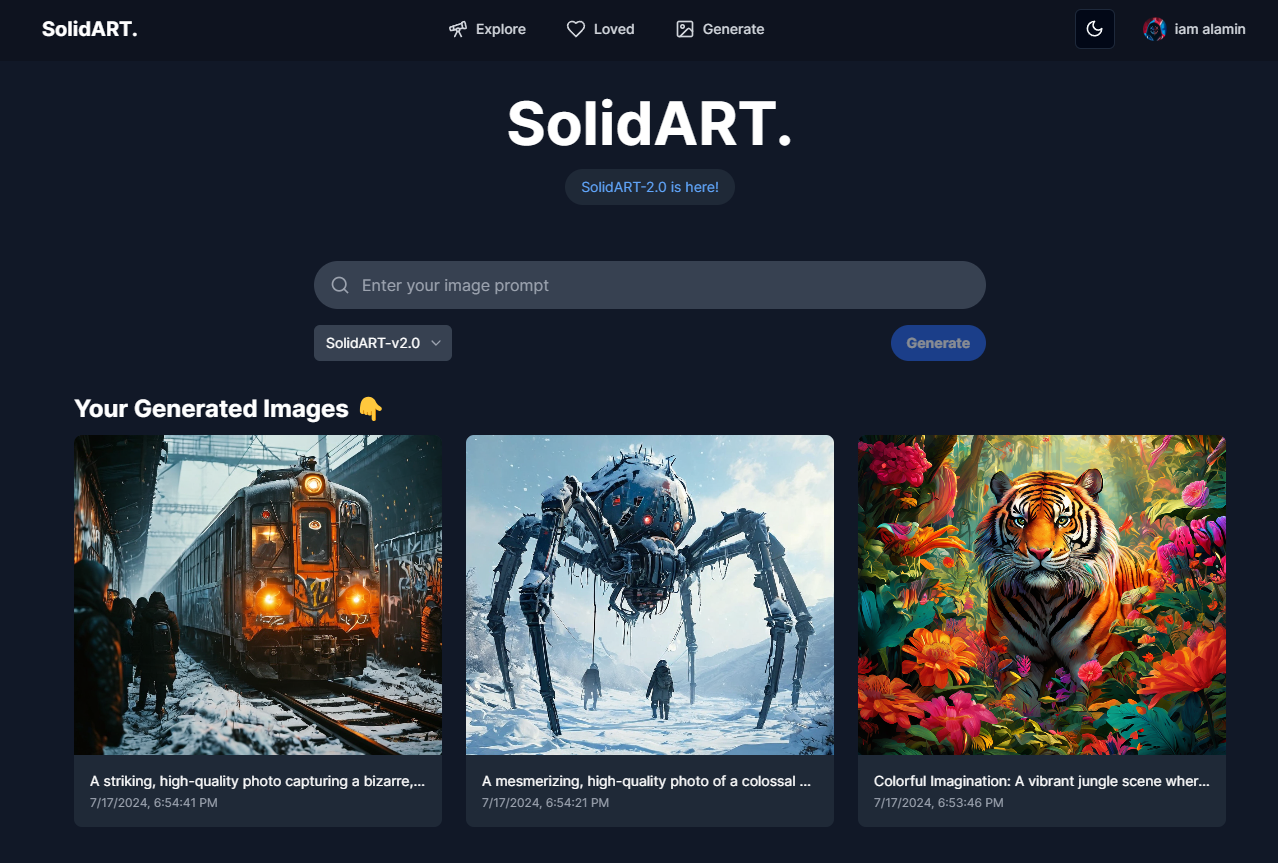 SolidART.
Explore
Loved
Generate
iam alamin
SolidART.
SolidART-2.0 is here!
Enter your image prompt
SolidART-v2.0
Generate
Your Generated Images 👇
A striking, high-quality photo capturing a bizarre,...
7/17/2024, 6:54:41 PM
A mesmerizing, high-quality photo of a colossal ...
7/17/2024, 6:54:21 PM
Colorful Imagination: A vibrant jungle scene wher...
7/17/2024, 6:53:46 PM